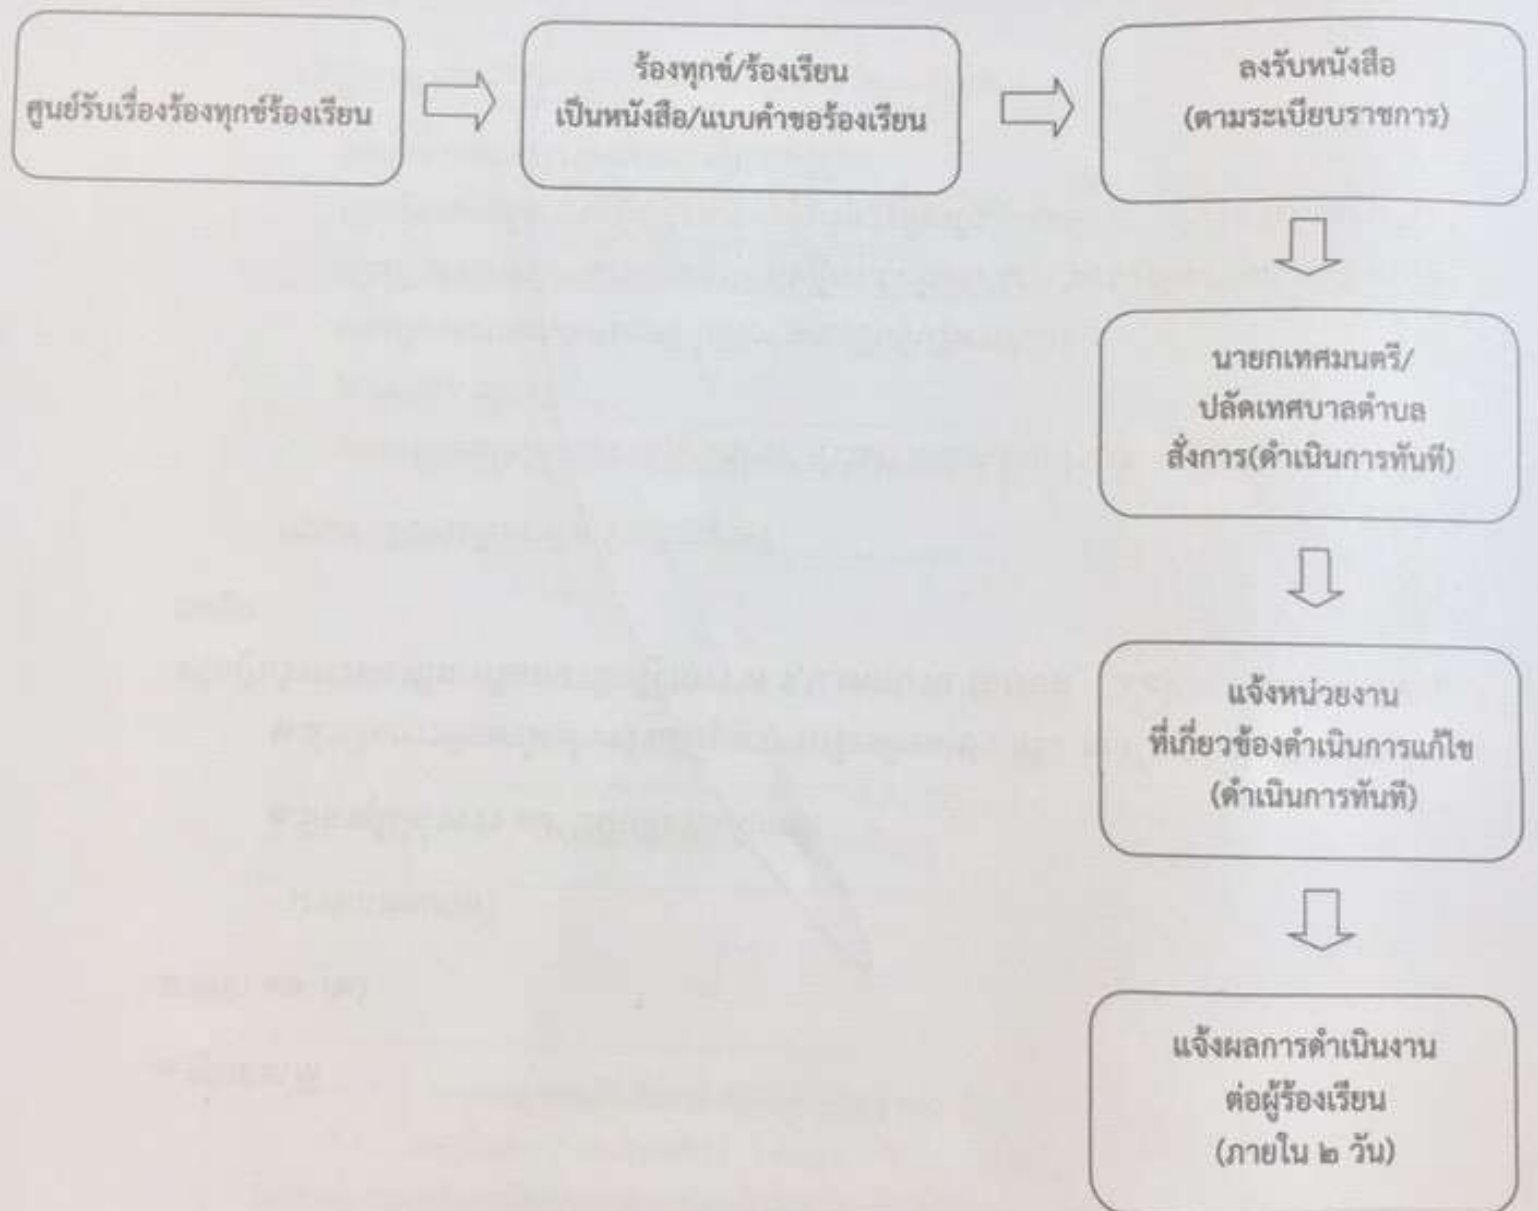 ศูนย์รับเรื่องร้องทุกข์ร้องเรียน
ร้องทุกข์/ร้องเรียน
เป็นหนังสือ/แบบคำขอร้องเรียน
ลงรับหนังสือ
(ตามระเบียบราชการ)
นายกเทศมนตรี/
ปลัดเทศบาลตำบล
สั่งการ(ดำเนินการทันที)
แจ้งหน่วยงาน
ที่เกี่ยวข้องดำเนินการแก้ไข
(ดำเนินการทันที)
แจ้งผลการดำเนินงาน
ต่อผู้ร้องเรียน
(ภายใน ๒ วัน)